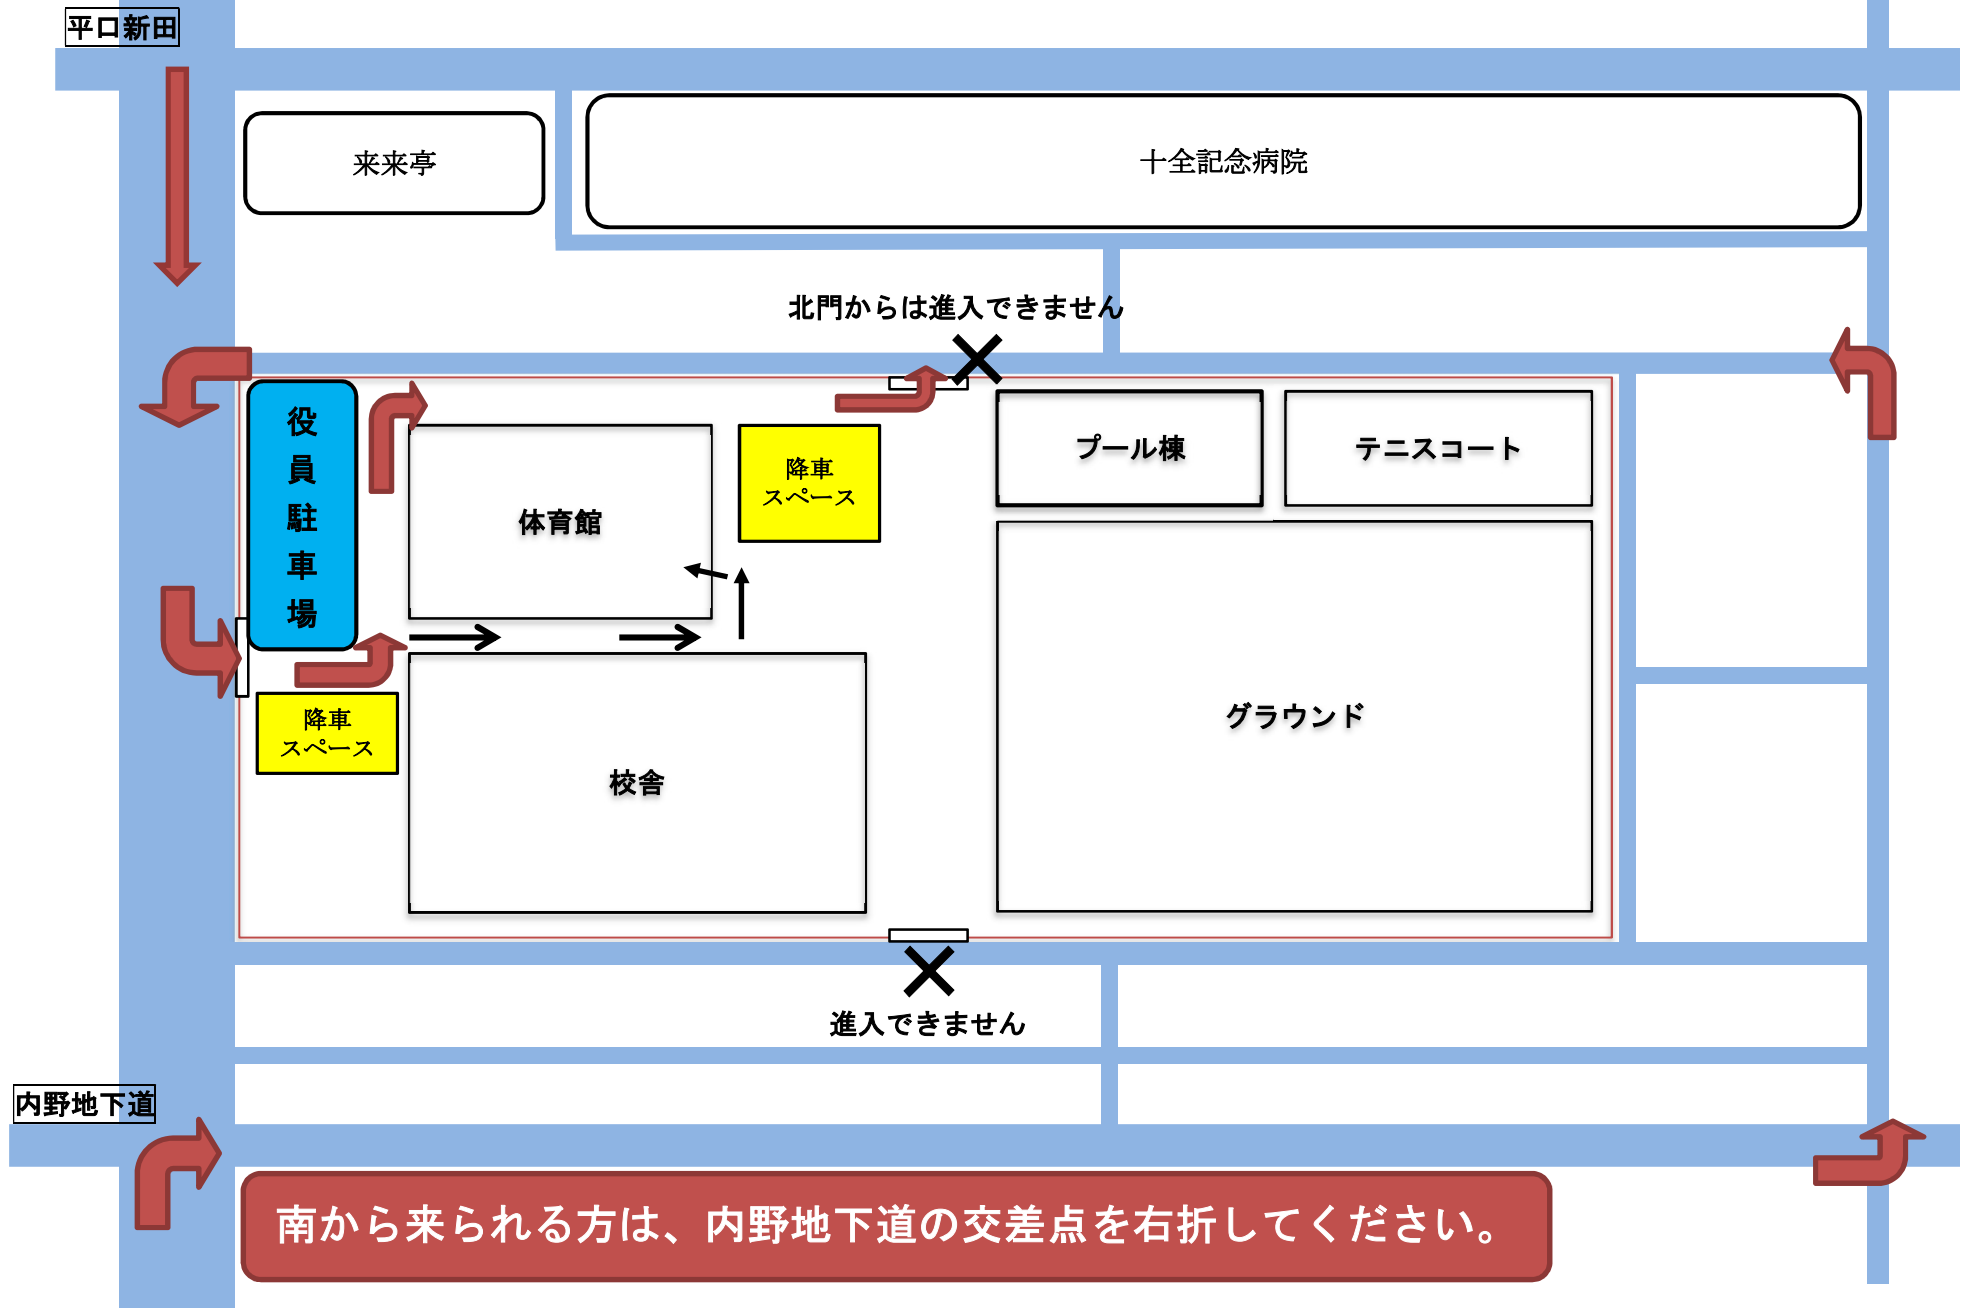 平口新田
来来亭
十全記念病院
北門からは進入できません
役
員
駐
車
場
降車
スペース
プール棟
テニスコート
体育館
降車
スペース
グラウンド
校舎
進入できません
内野地下道
南から来られる方は、内野地下道の交差点を右折してください。